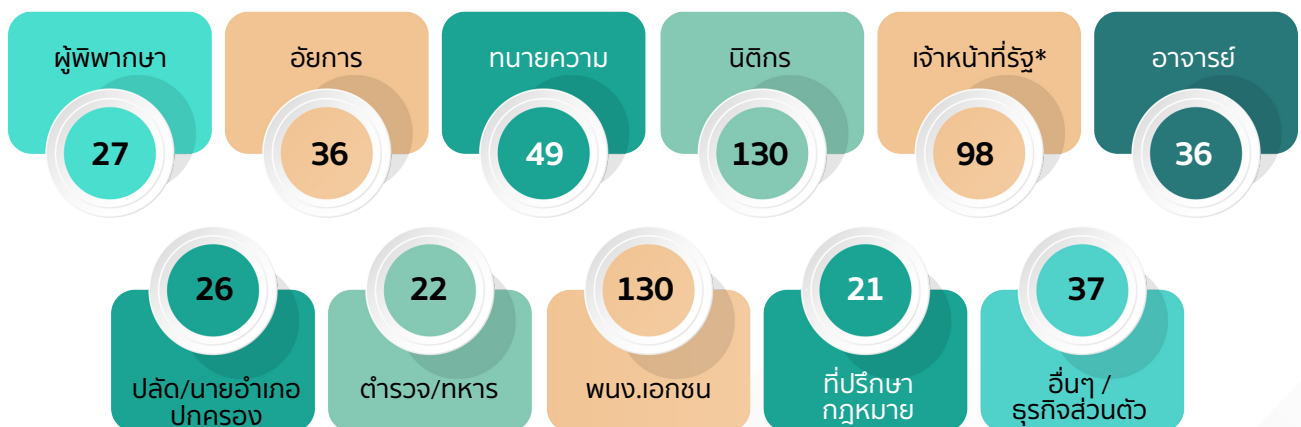 ผู้พิพากษา
27
อัยการ
36
ทนายความ
49
นิติกร
130
เจ้าหน้าที่รัฐ*
98
อาจารย์
36
26
ปลัด/นายอำเภอ
ปกครอง
22
ตำรวจ/ทหาร
130
พนง.เอกชน
21
ที่ปรึกษา
กฎหมาย
37
อื่นๆ /
ธุรกิจส่วนตัว